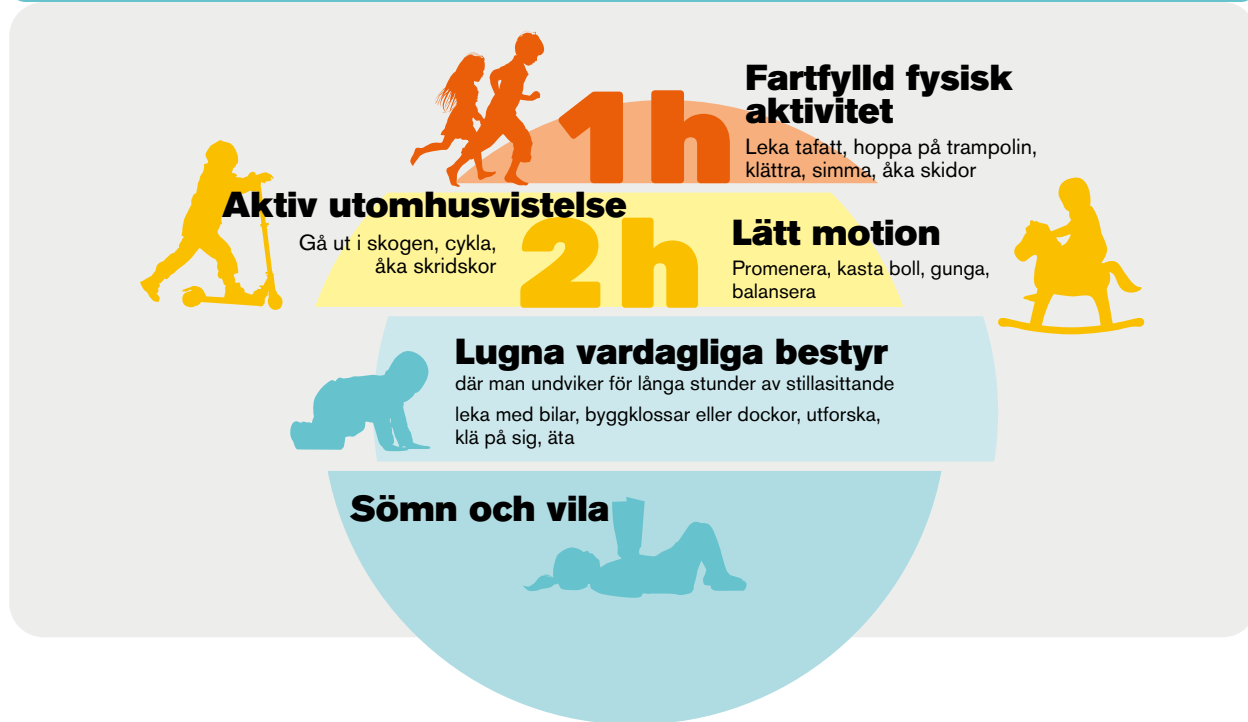 1 h
Fartfylld fysisk
aktivitet
Leka tafatt, hoppa på trampolin,
klättra, simma, åka skidor
Aktiv utomhusvistelse
Gå ut i skogen, cykla,
åka skridskor
2 h
Lätt motion
Promenera, kasta boll, gunga,
balansera
Lugna vardagliga bestyr
där man undviker för långa stunder av stillasittande
leka med bilar, byggklossar eller dockor, utforska,
klä på sig, äta
Sömn och vila